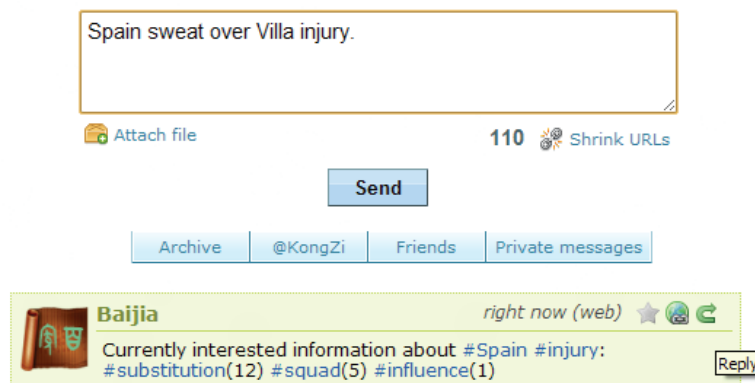 Spain sweat over Villa injury.
Attach file
110 Shrink URLs
Send
Archive @KongZi Friends Private messages
Baijia right now (web)
Currently interested information about #Spain #injury:
#substitution(12) #squad(5) #influence(1)
Reply